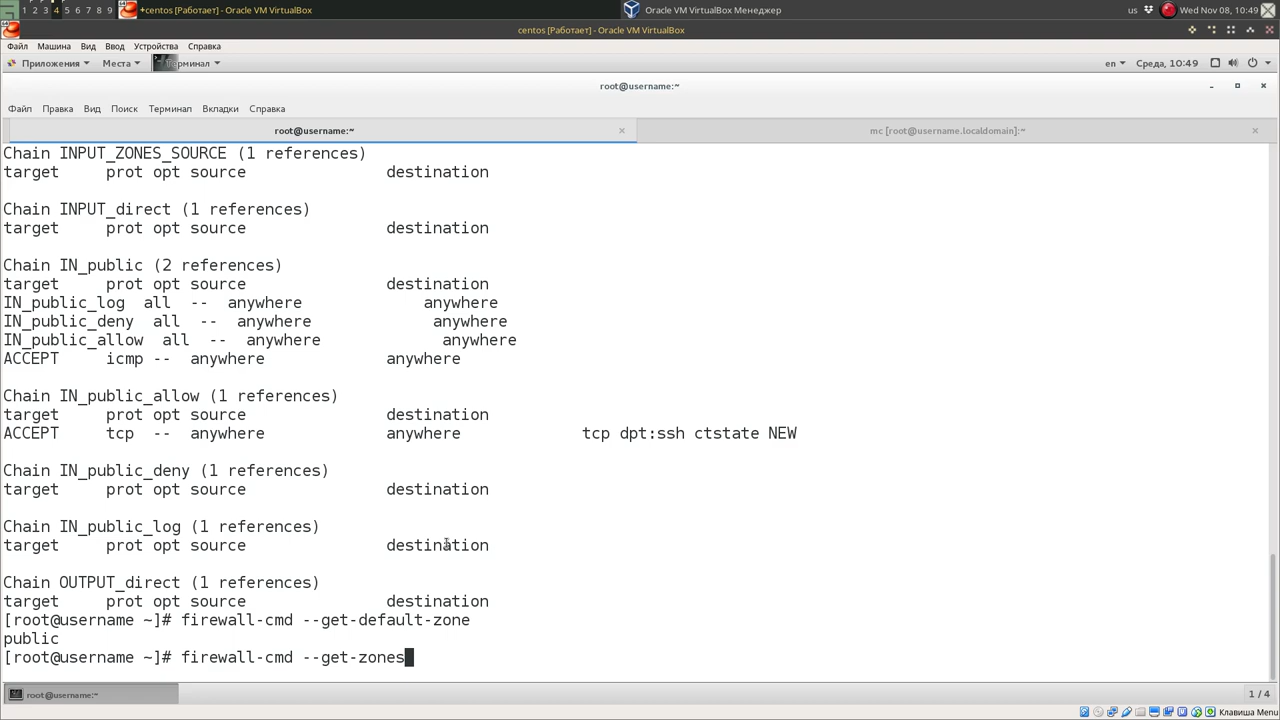 1 2 3 4 5 6 7 8 9 *centos [Работает] - Oracle VM VirtualBox Oracle VM VirtualBox Менеджер us Wed Nov 08, 10:49
centos [Работает] - Oracle VM VirtualBox
Файл Машина Вид Ввод Устройства Справка
Приложения Места Терминал en Среда, 10:49
root@username:~
Файл Правка Вид Поиск Терминал Вкладки Справка
root@username:~ mc [root@username.localdomain]:~
Chain INPUT_ZONES_SOURCE (1 references)
target prot opt source destination
Chain INPUT_direct (1 references)
target prot opt source destination
Chain IN_public (2 references)
target prot opt source destination
IN_public_log all -- anywhere anywhere
IN_public_deny all -- anywhere anywhere
IN_public_allow all -- anywhere anywhere
ACCEPT icmp -- anywhere anywhere
Chain IN_public_allow (1 references)
target prot opt source destination
ACCEPT tcp -- anywhere anywhere tcp dpt:ssh ctstate NEW
Chain IN_public_deny (1 references)
target prot opt source destination
Chain IN_public_log (1 references)
target prot opt source destination
Chain OUTPUT_direct (1 references)
target prot opt source destination
[root@username ~]# firewall-cmd --get-default-zone
public
[root@username ~]# firewall-cmd --get-zones
root@username:~ 1 / 4
Клавиша Menu